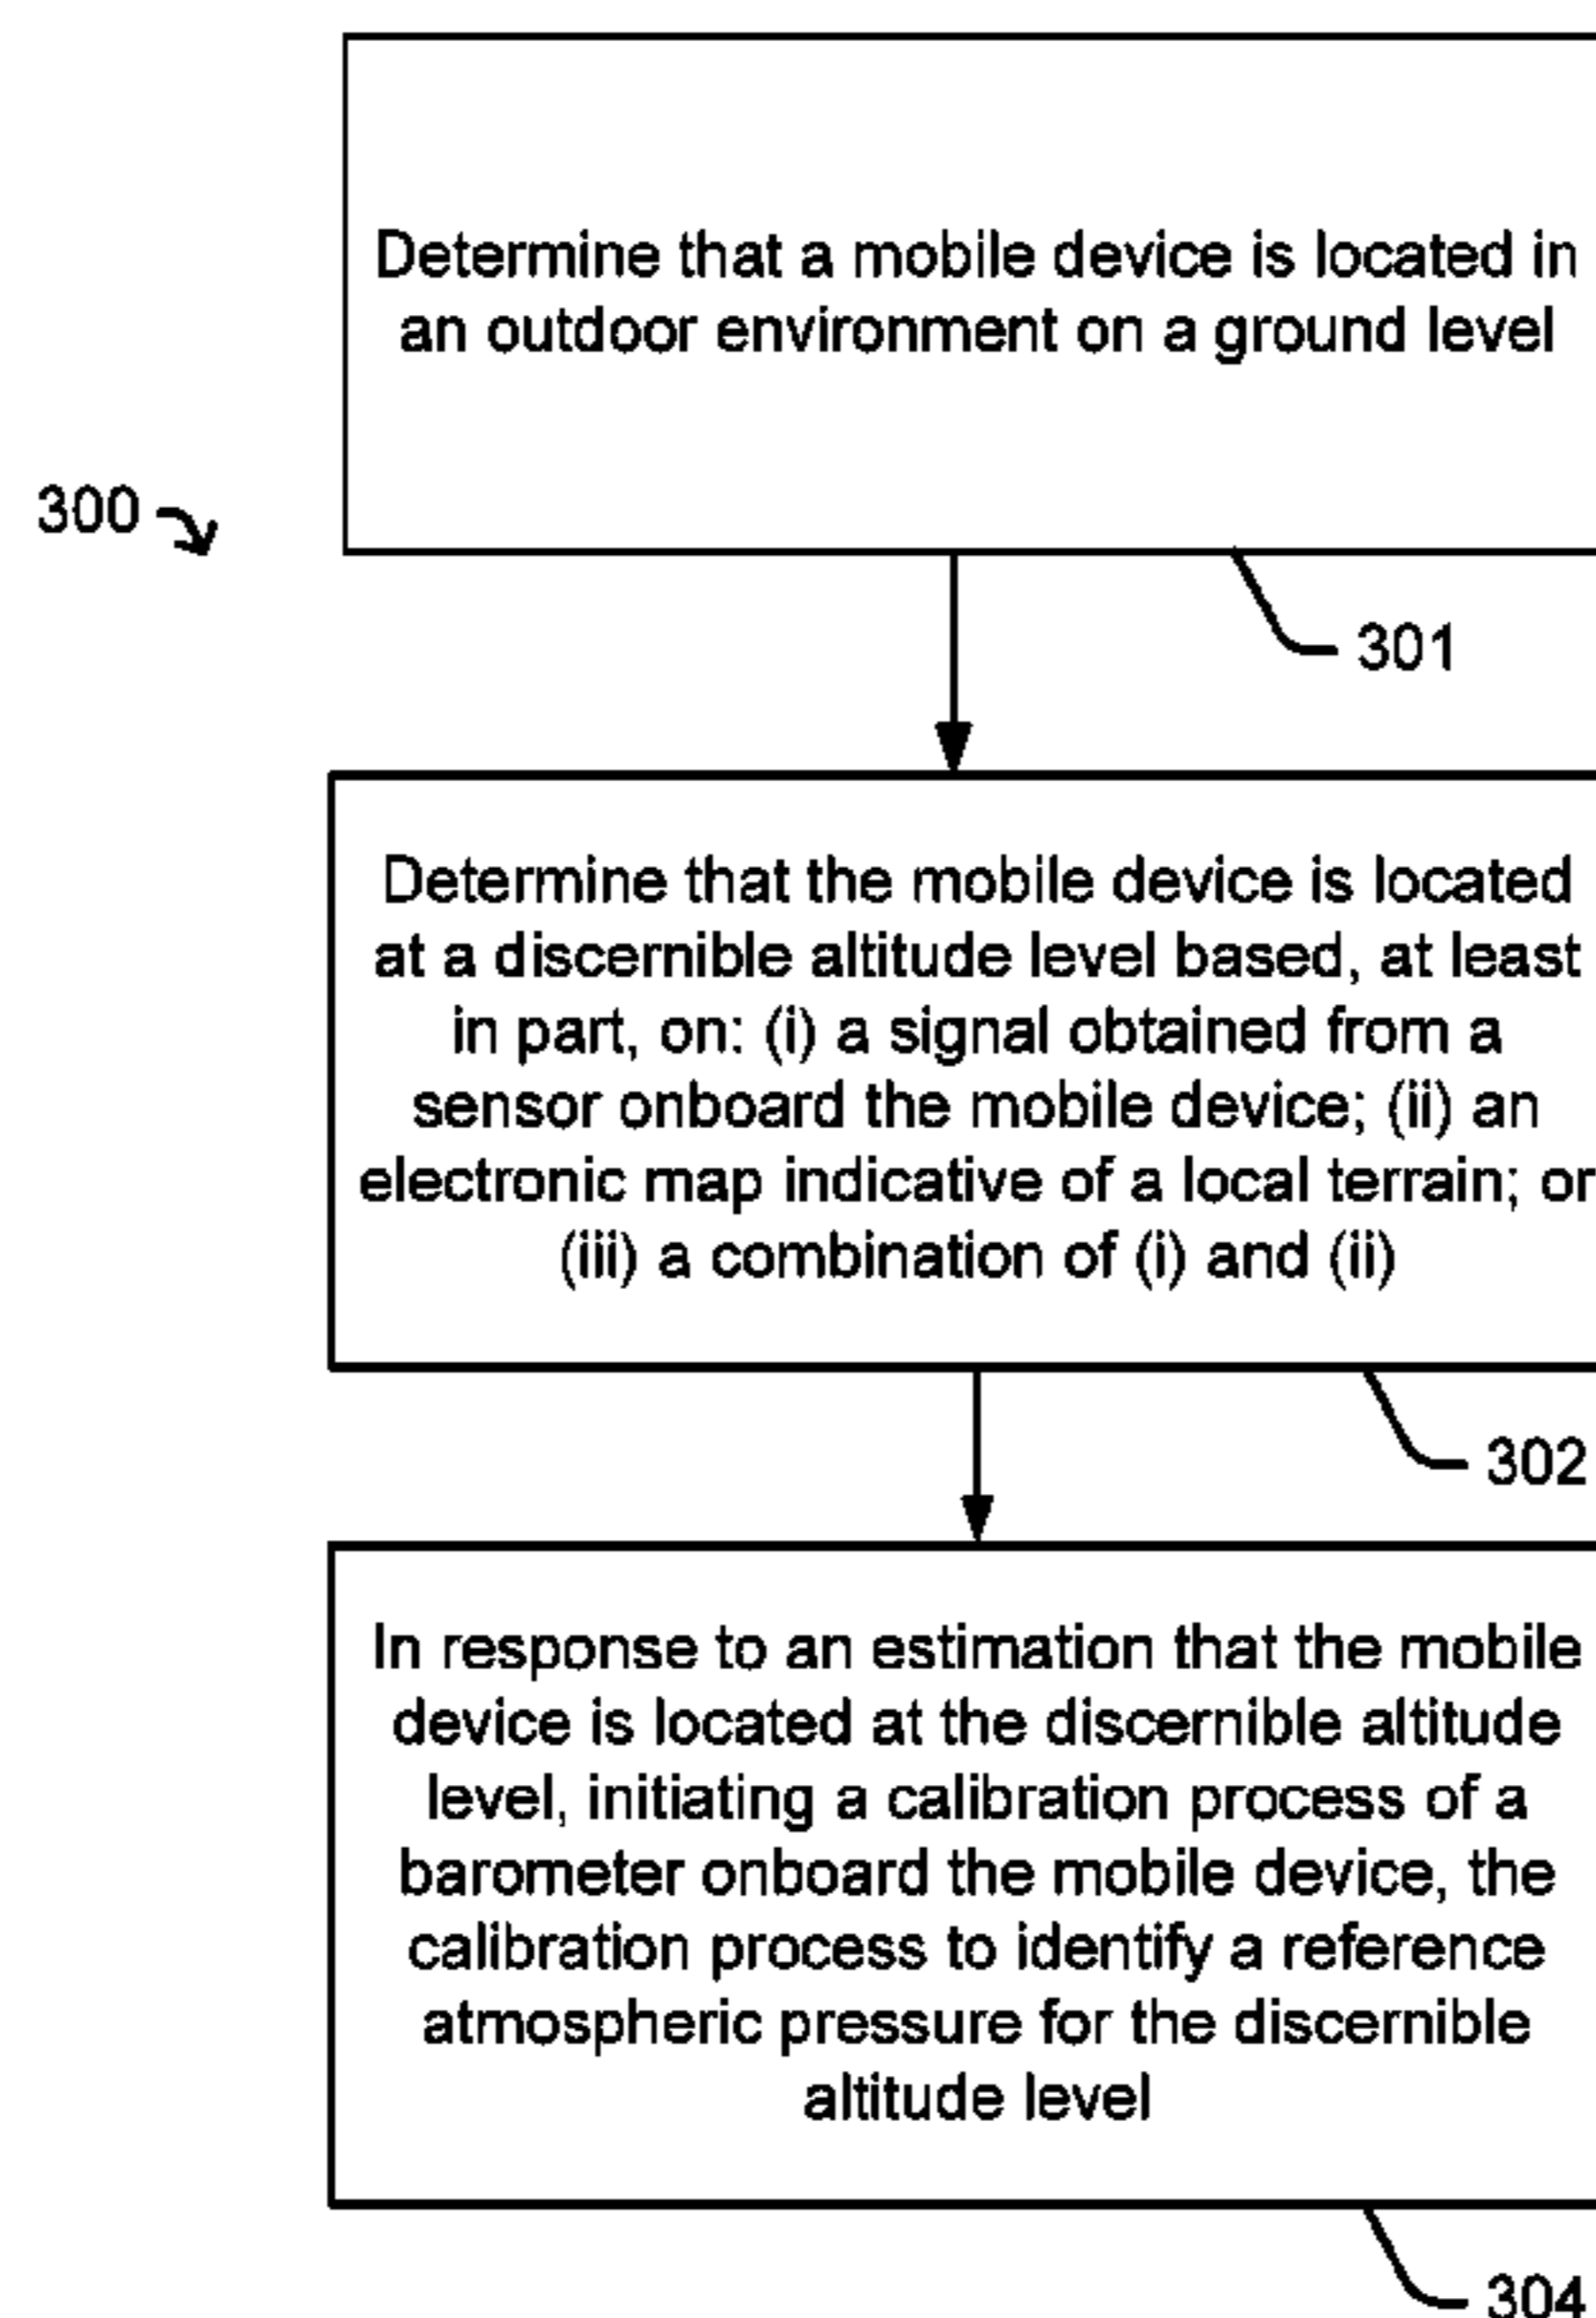 Determine that a mobile device is located in
an outdoor environment on a ground level
300
301
Determine that the mobile device is located
at a discernible altitude level based, at least
in part, on: (i) a signal obtained from a
sensor onboard the mobile device; (ii) an
electronic map indicative of a local terrain; or
(iii) a combination of (i) and (ii)
302
In response to an estimation that the mobile
device is located at the discernible altitude
level, initiating a calibration process of a
barometer onboard the mobile device, the
calibration process to identify a reference
atmospheric pressure for the discernible
altitude level
304